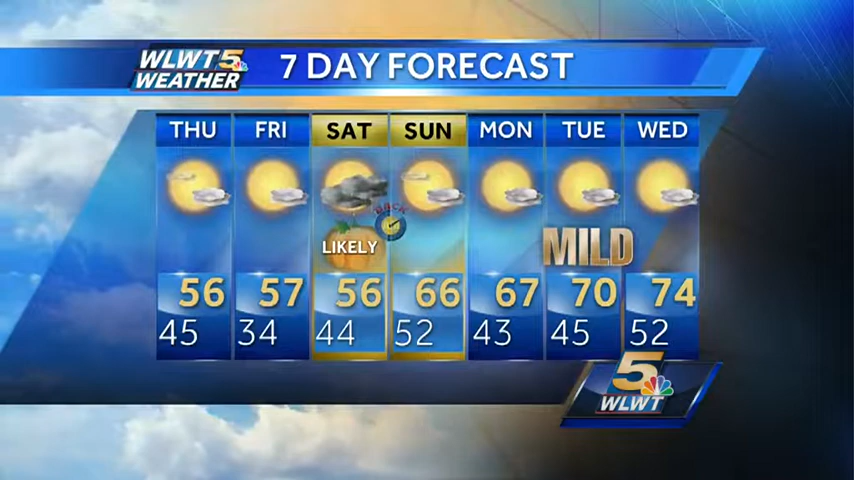 WLWT 5
WEATHER
7 DAY FORECAST
THU FRI SAT SUN MON TUE WED
BACK
LIKELY
MILD
56 57 56 66 67 70 74
45 34 44 52 43 45 52
5
WLWT